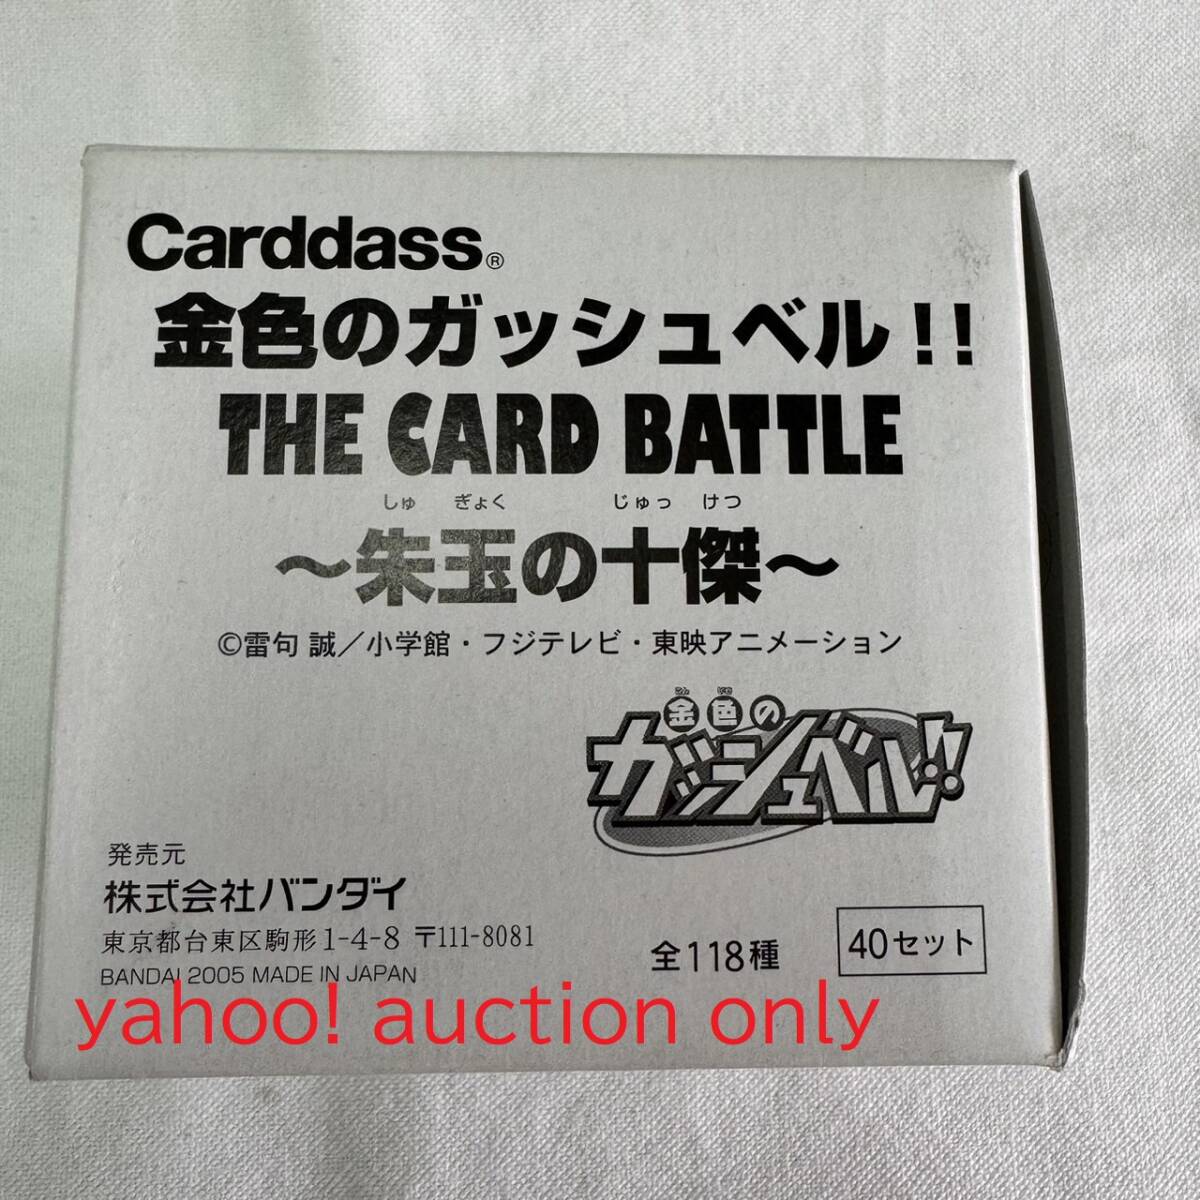 Carddass®
金色のガッシュベル!!
THE CARD BATTLE
しゅ ぎょく じゅっ けつ
～朱玉の十傑～
©雷句 誠／小学館・フジテレビ・東映アニメーション
こん じき
金色の
ガッシュベル!!
発売元
株式会社バンダイ
東京都台東区駒形1-4-8 〒111-8081
BANDAI 2005 MADE IN JAPAN
全118種
40セット
yahoo! auction only